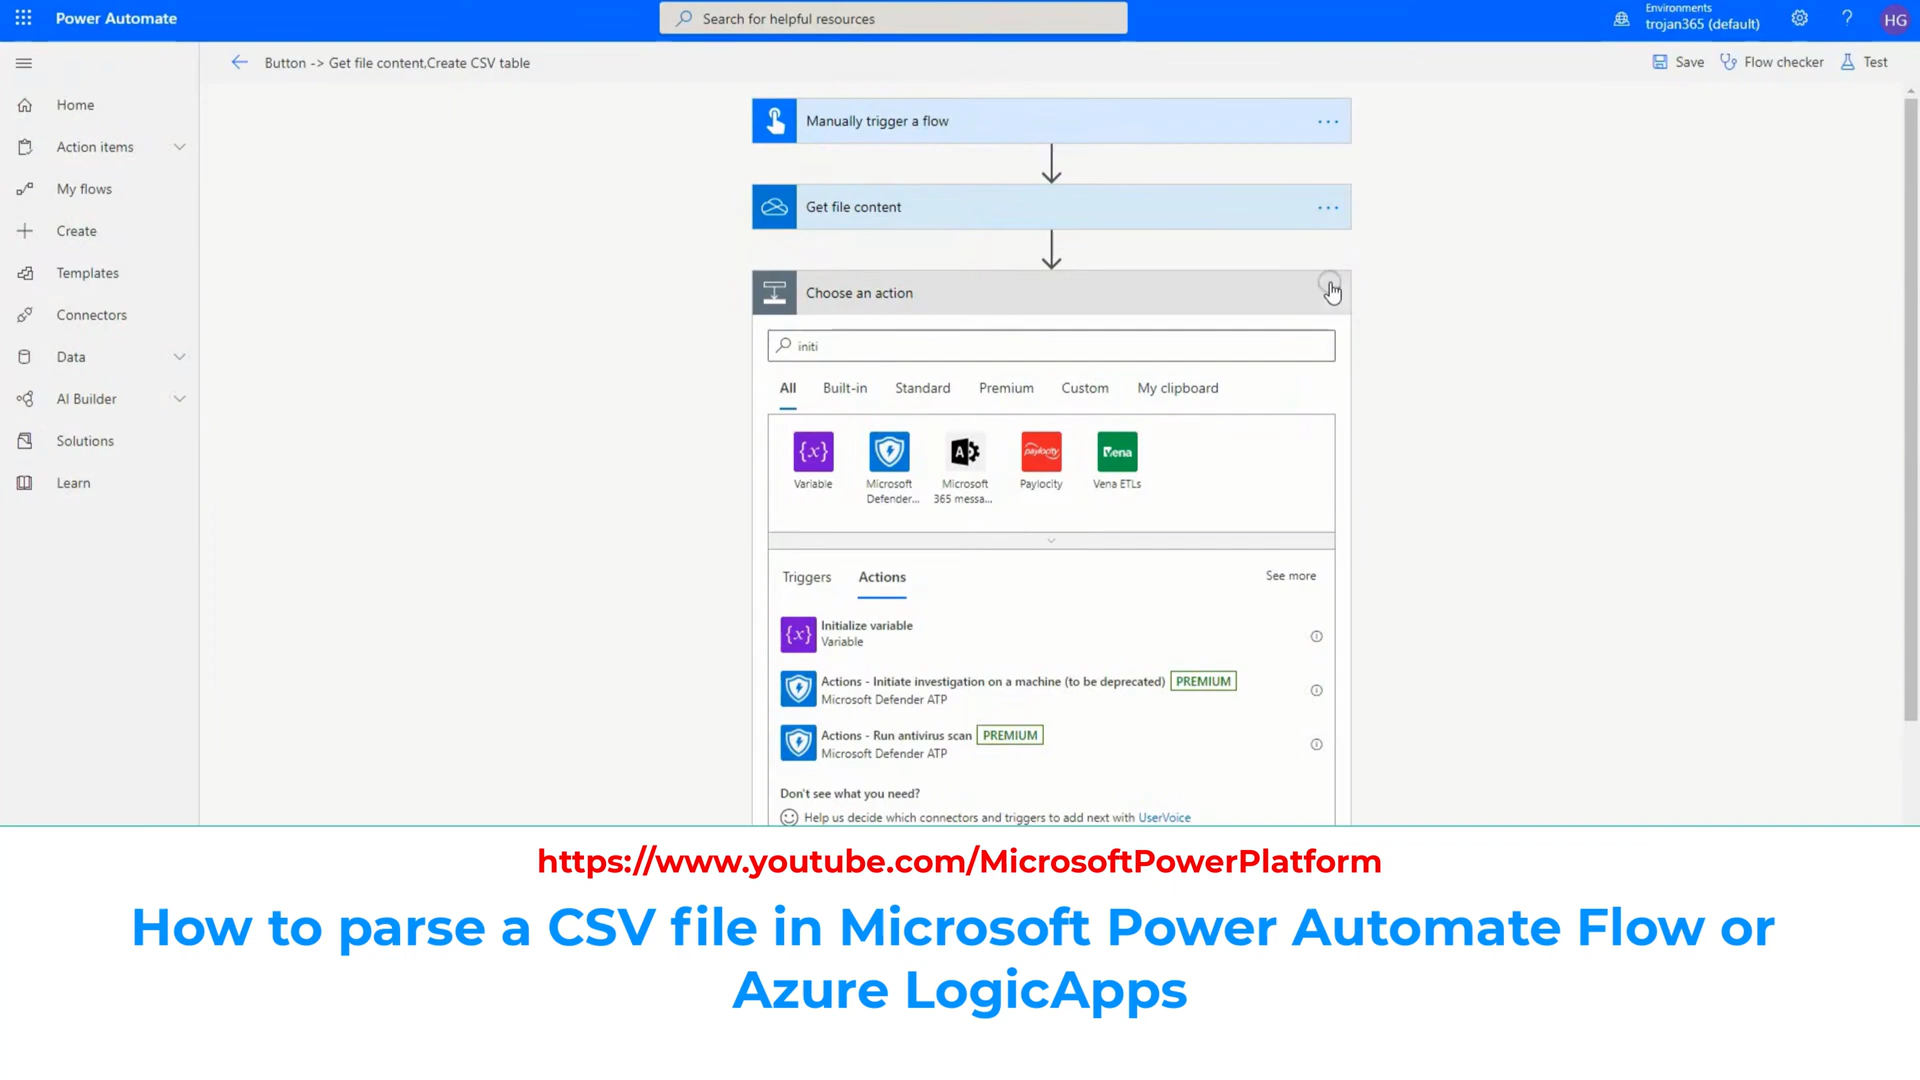 Power Automate
Search for helpful resources
Environments
trojan365 (default)
HG
Button -> Get file content,Create CSV table
Save
Flow checker
Test
Home
Action items
My flows
Create
Templates
Connectors
Data
AI Builder
Solutions
Learn
Manually trigger a flow
Get file content
Choose an action
initi
All
Built-in
Standard
Premium
Custom
My clipboard
{x}
paylocity
Vena
Variable
Microsoft
Defender...
Microsoft
365 messa...
Paylocity
Vena ETLs
Triggers
Actions
See more
{x}
Initialize variable
Variable
Actions - Initiate investigation on a machine (to be deprecated) PREMIUM
Microsoft Defender ATP
Actions - Run antivirus scan PREMIUM
Microsoft Defender ATP
Don't see what you need?
Help us decide which connectors and triggers to add next with UserVoice
https://www.youtube.com/MicrosoftPowerPlatform
How to parse a CSV file in Microsoft Power Automate Flow or
Azure LogicApps